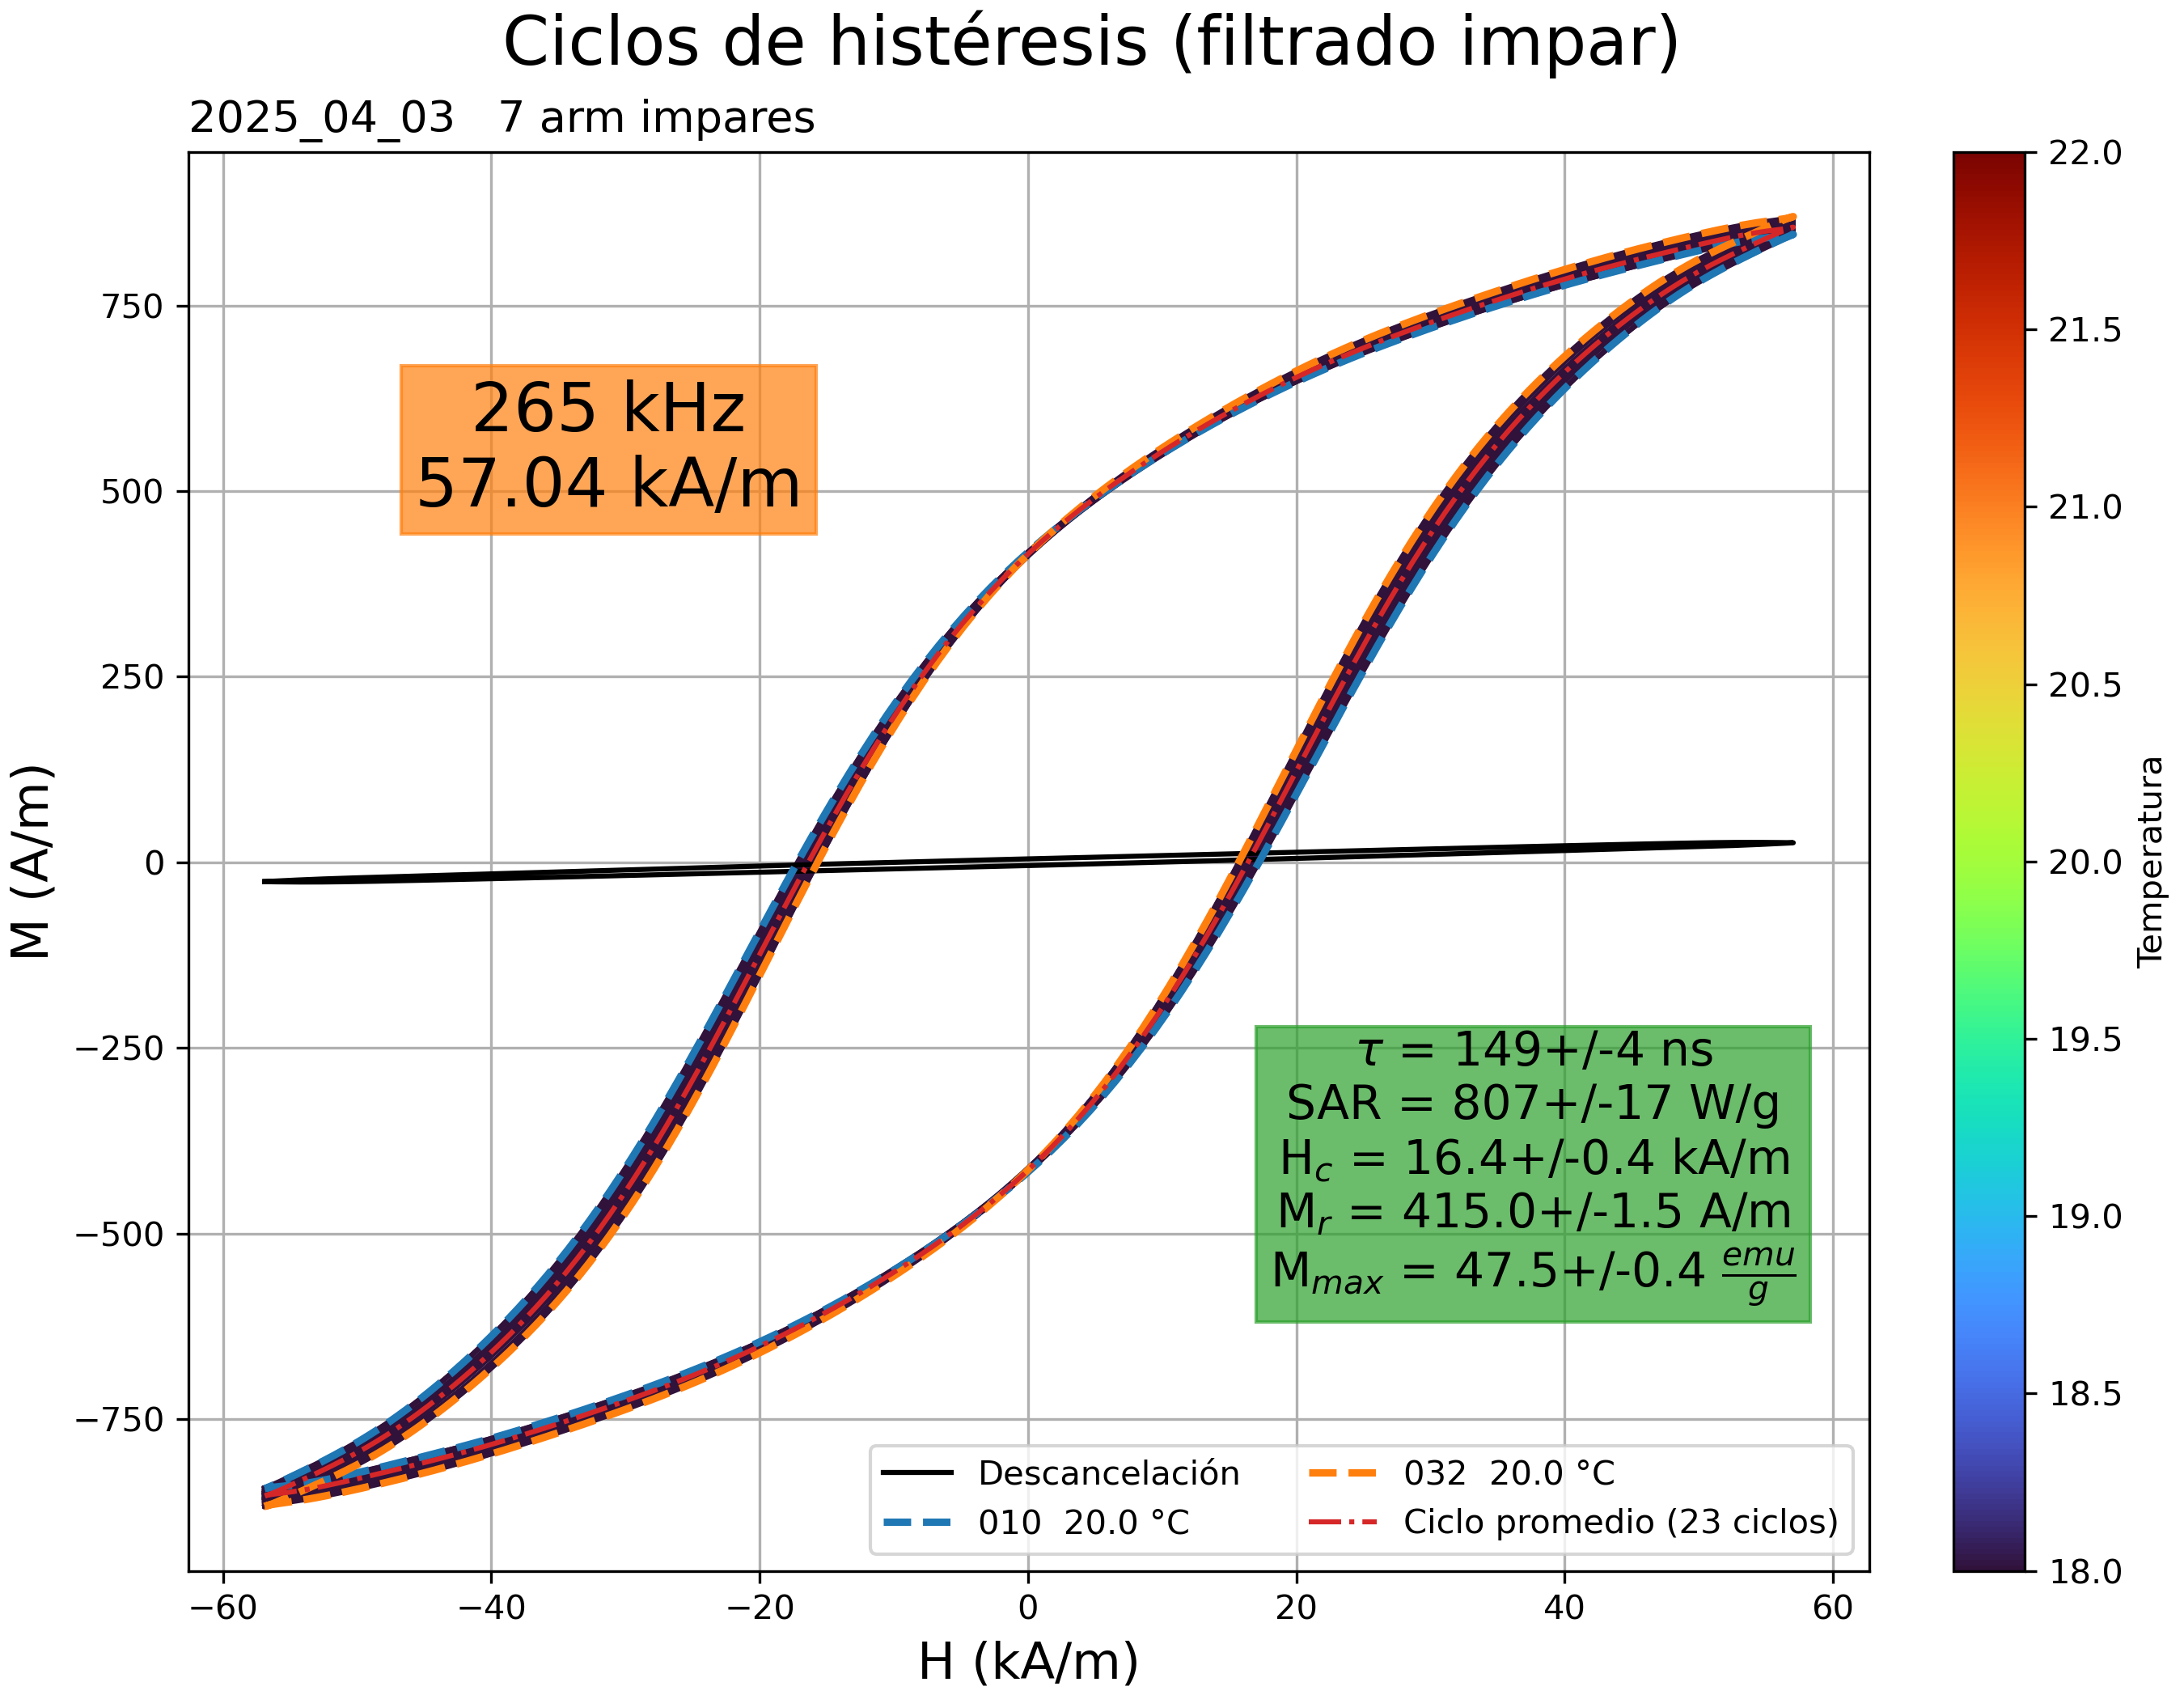 Ciclos de histéresis (filtrado impar)
2025_04_03   7 arm impares
265 kHz
57.04 kA/m
τ = 149+/-4 ns
SAR = 807+/-17 W/g
H_c = 16.4+/-0.4 kA/m
M_r = 415.0+/-1.5 A/m
M_max = 47.5+/-0.4 emu/g
Descancelación
010  20.0 °C
032  20.0 °C
Ciclo promedio (23 ciclos)
M (A/m)
750
500
250
0
−250
−500
−750
−60
−40
−20
0
20
40
60
H (kA/m)
22.0
21.5
21.0
20.5
20.0
19.5
19.0
18.5
18.0
Temperatura